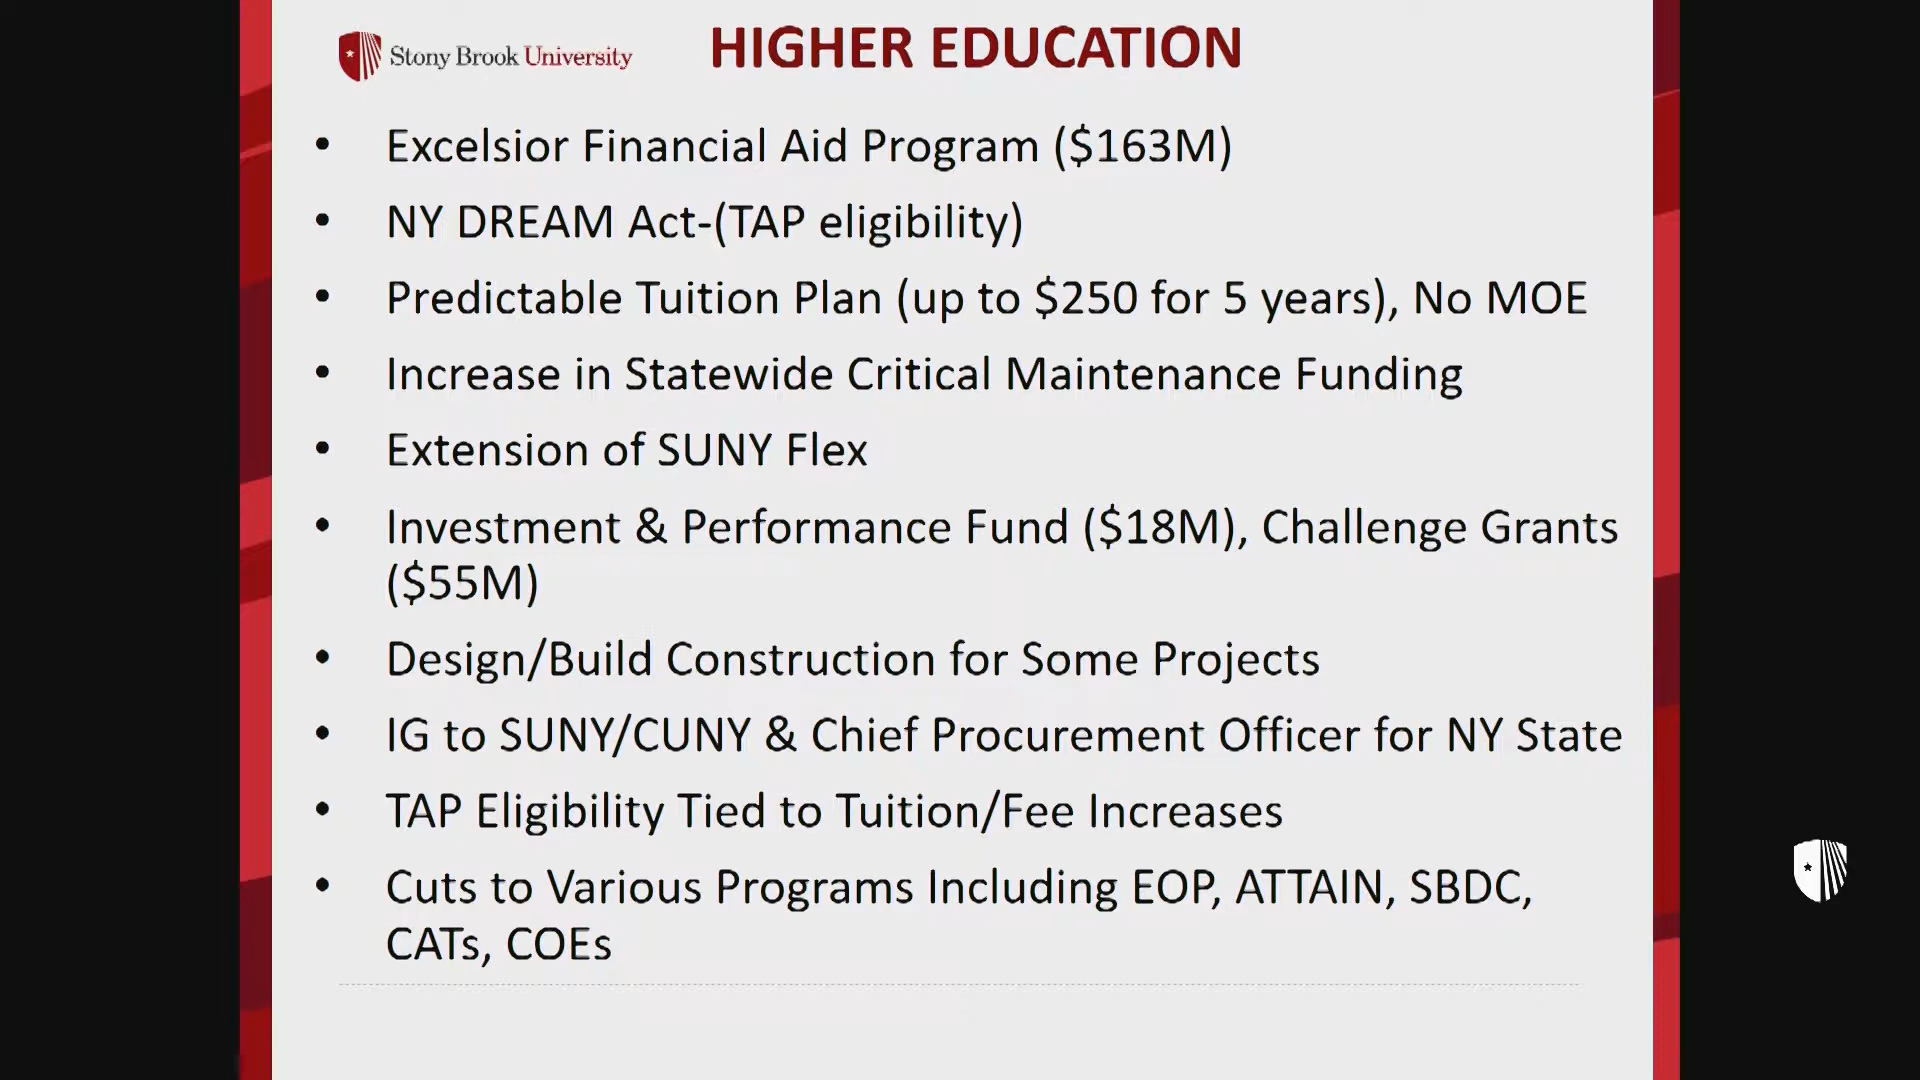 Stony Brook University
HIGHER EDUCATION
• Excelsior Financial Aid Program ($163M)
• NY DREAM Act-(TAP eligibility)
• Predictable Tuition Plan (up to $250 for 5 years), No MOE
• Increase in Statewide Critical Maintenance Funding
• Extension of SUNY Flex
• Investment & Performance Fund ($18M), Challenge Grants
($55M)
• Design/Build Construction for Some Projects
• IG to SUNY/CUNY & Chief Procurement Officer for NY State
• TAP Eligibility Tied to Tuition/Fee Increases
• Cuts to Various Programs Including EOP, ATTAIN, SBDC,
CATs, COEs